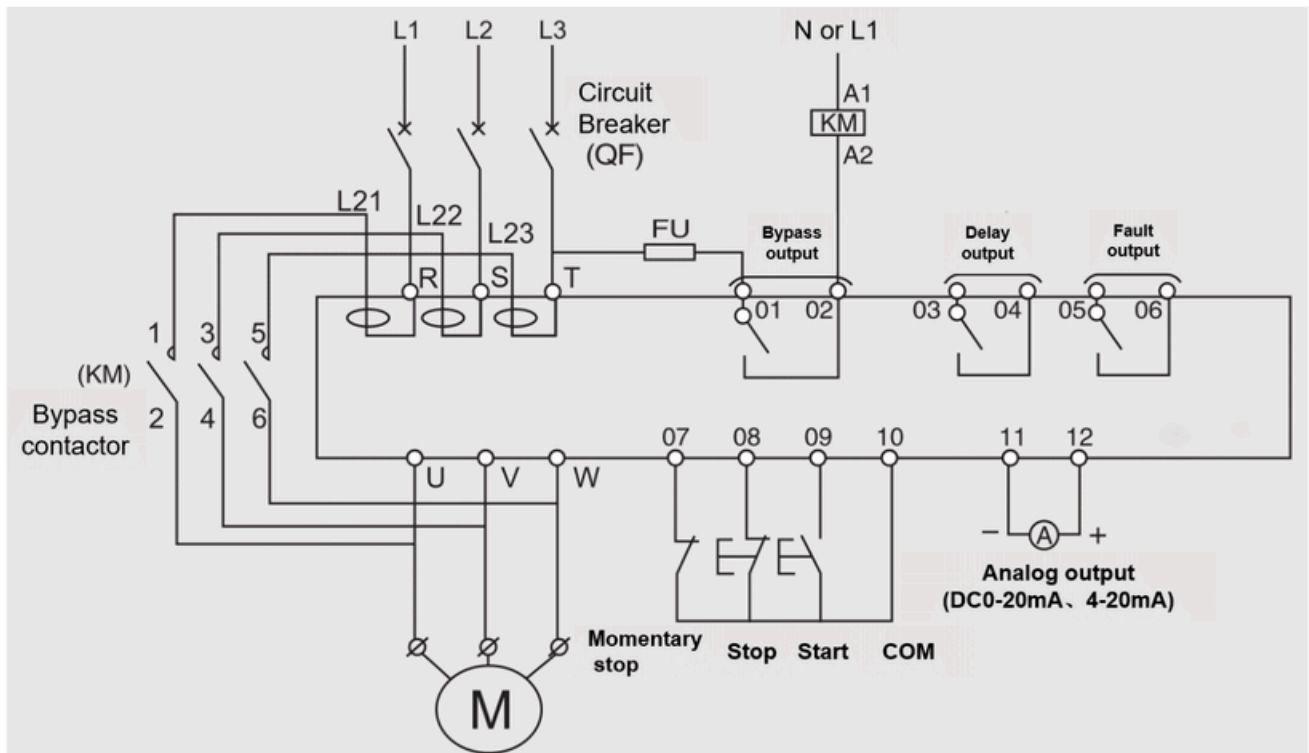 L1 L2 L3 N or L1
Circuit
Breaker
(QF)
A1
KM
A2
L21 L22 L23
FU
Bypass
output
Delay
output
Fault
output
R S T
01 02 03 04 05 06
1 3 5
(KM)
2 4 6
Bypass
contactor
07 08 09 10 11 12
U V W
− A +
Analog output
(DC0-20mA、4-20mA)
Momentary
stop
Stop Start COM
M